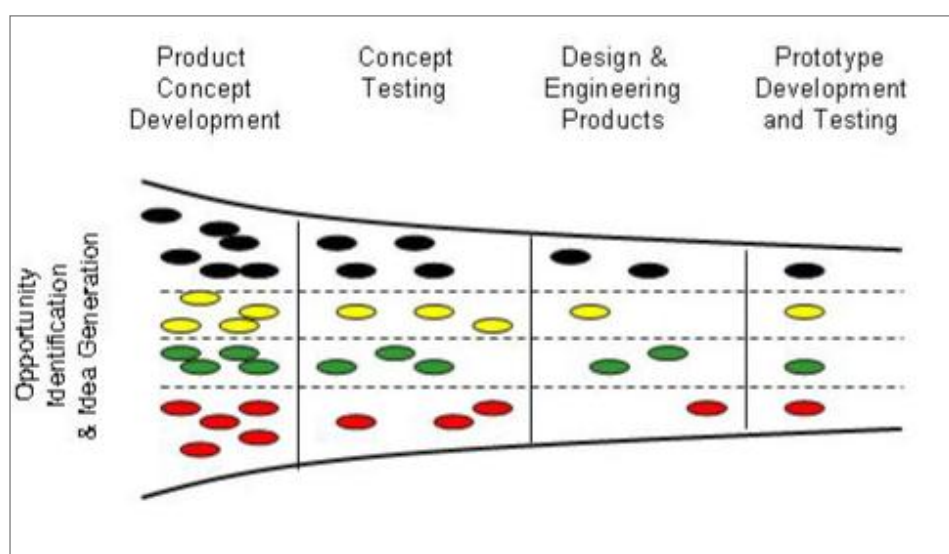 Product
Concept
Development
Concept
Testing
Design &
Engineering
Products
Prototype
Development
and Testing
Opportunity
Identification
& Idea Generation